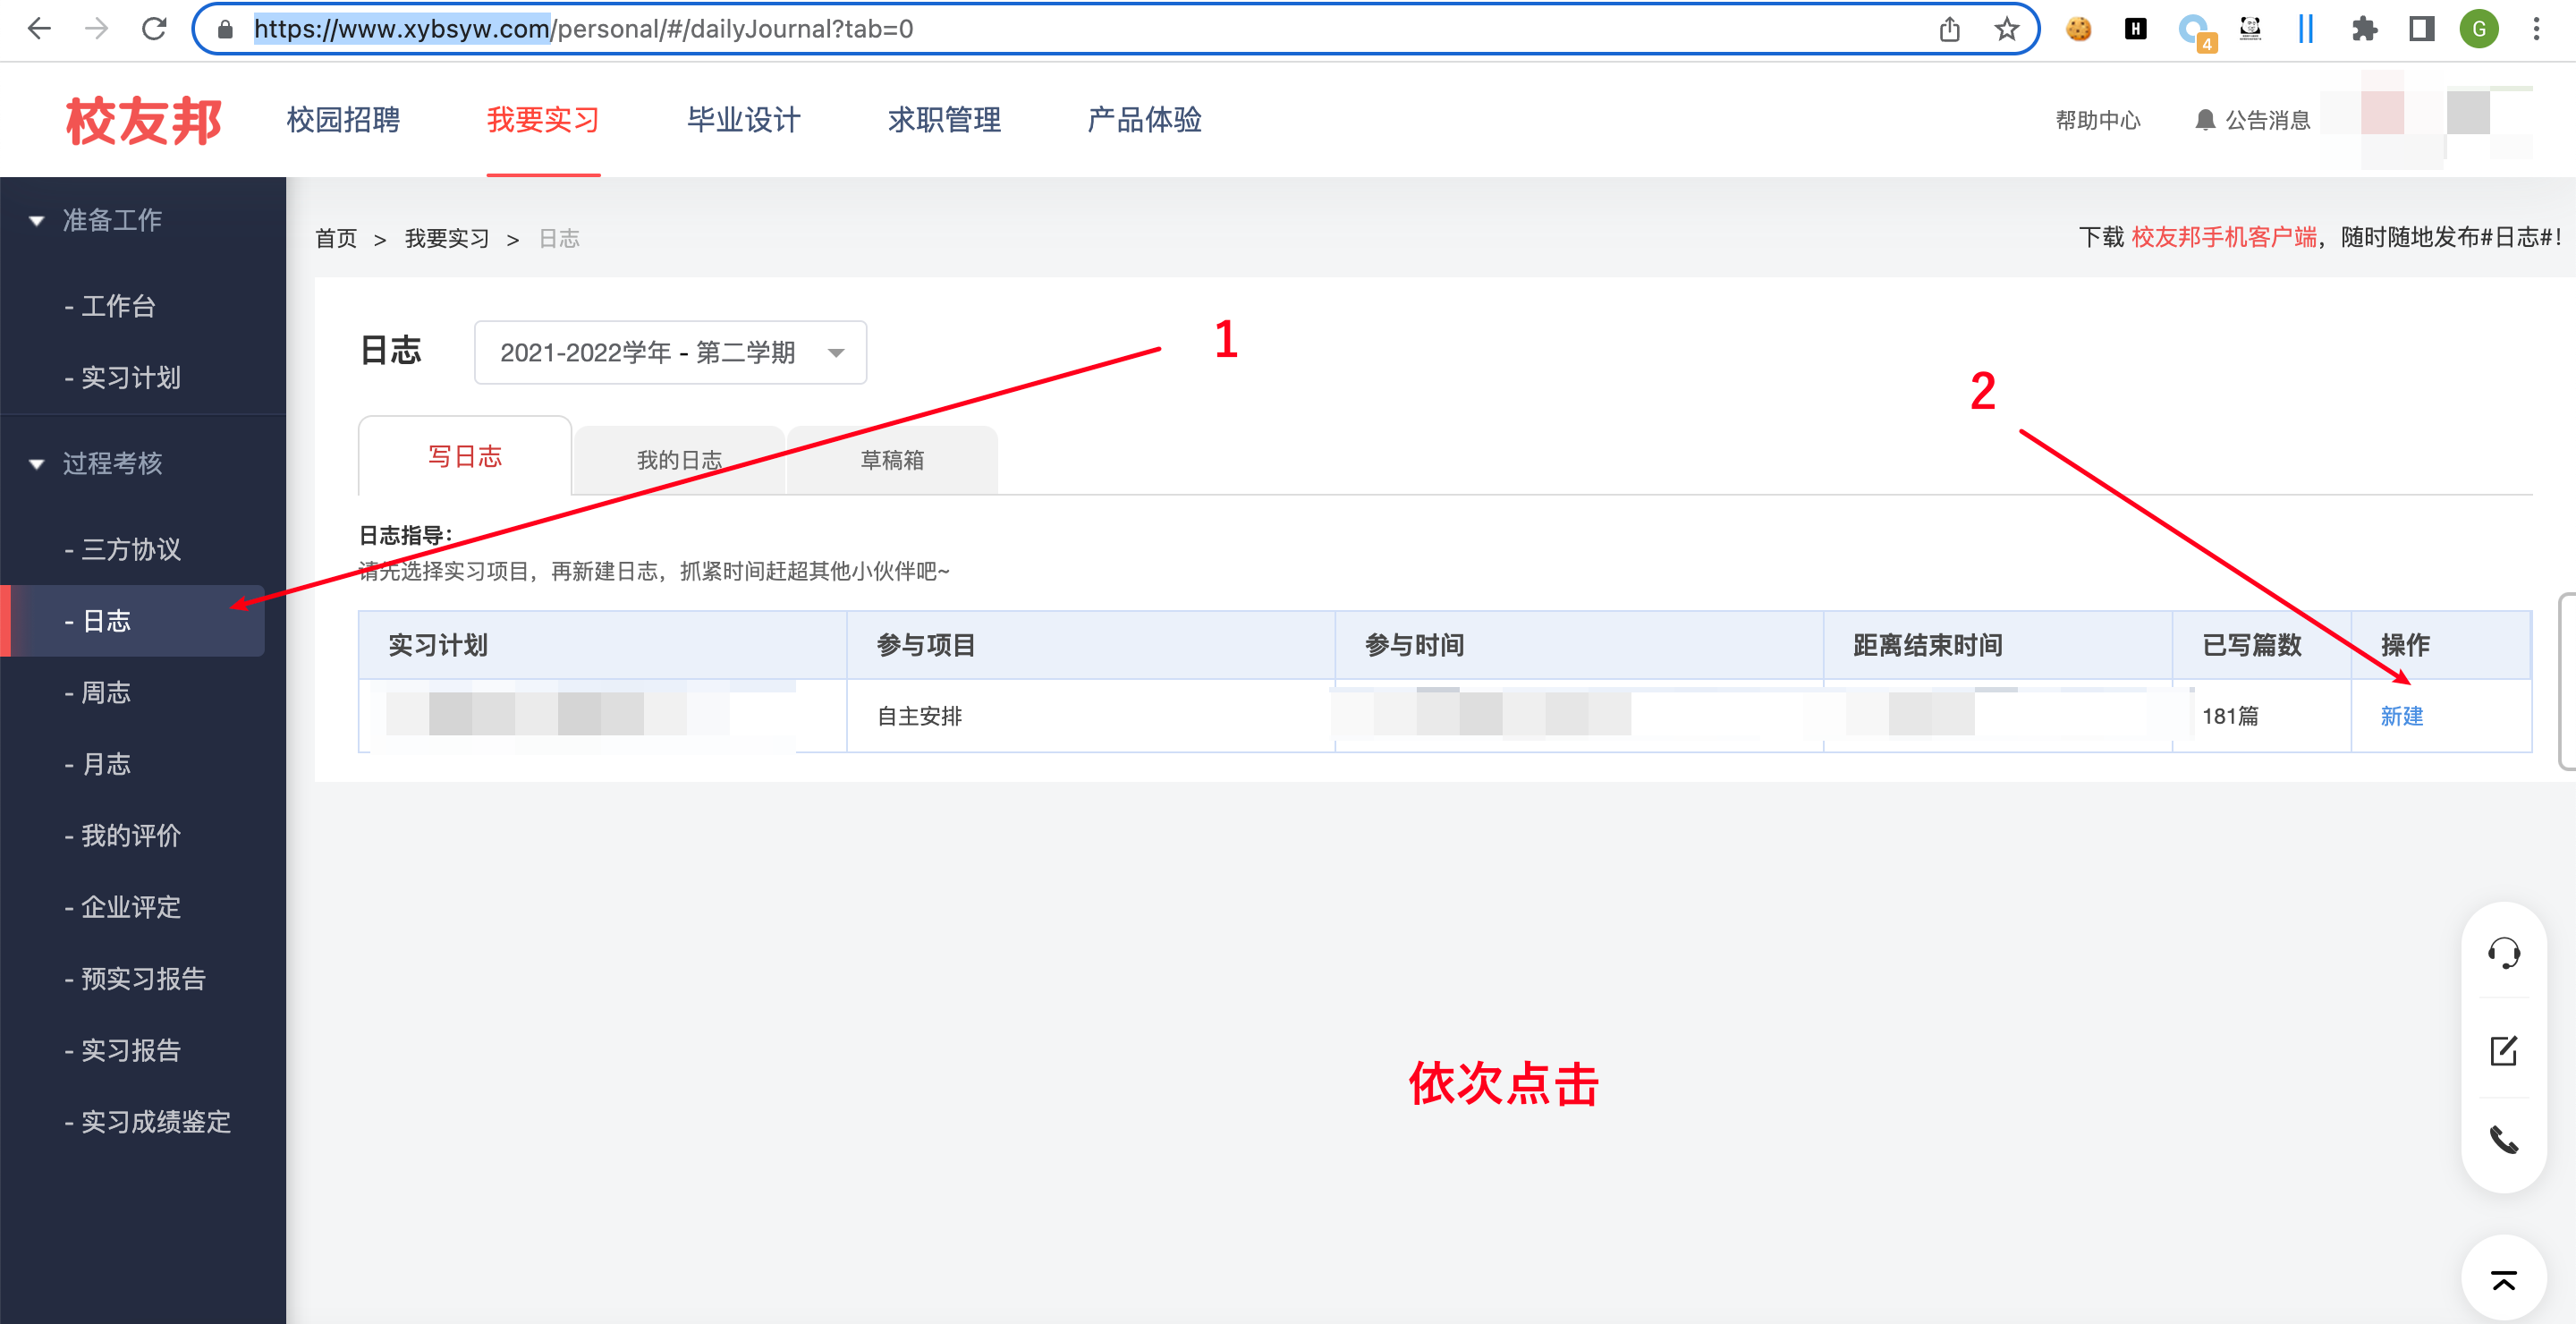 https://www.xybsyw.com/personal/#/dailyJournal?tab=0
4
G
校友邦
校园招聘
我要实习
毕业设计
求职管理
产品体验
帮助中心
公告消息
准备工作
- 工作台
- 实习计划
过程考核
- 三方协议
- 日志
- 周志
- 月志
- 我的评价
- 企业评定
- 预实习报告
- 实习报告
- 实习成绩鉴定
首页 > 我要实习 > 日志
下载 校友邦手机客户端，随时随地发布#日志#！
日志
2021-2022学年 - 第二学期
1
2
写日志
我的日志
草稿箱
日志指导：
请先选择实习项目，再新建日志，抓紧时间赶超其他小伙伴吧~
实习计划 参与项目 参与时间 距离结束时间 已写篇数 操作
自主安排 181篇 新建
依次点击